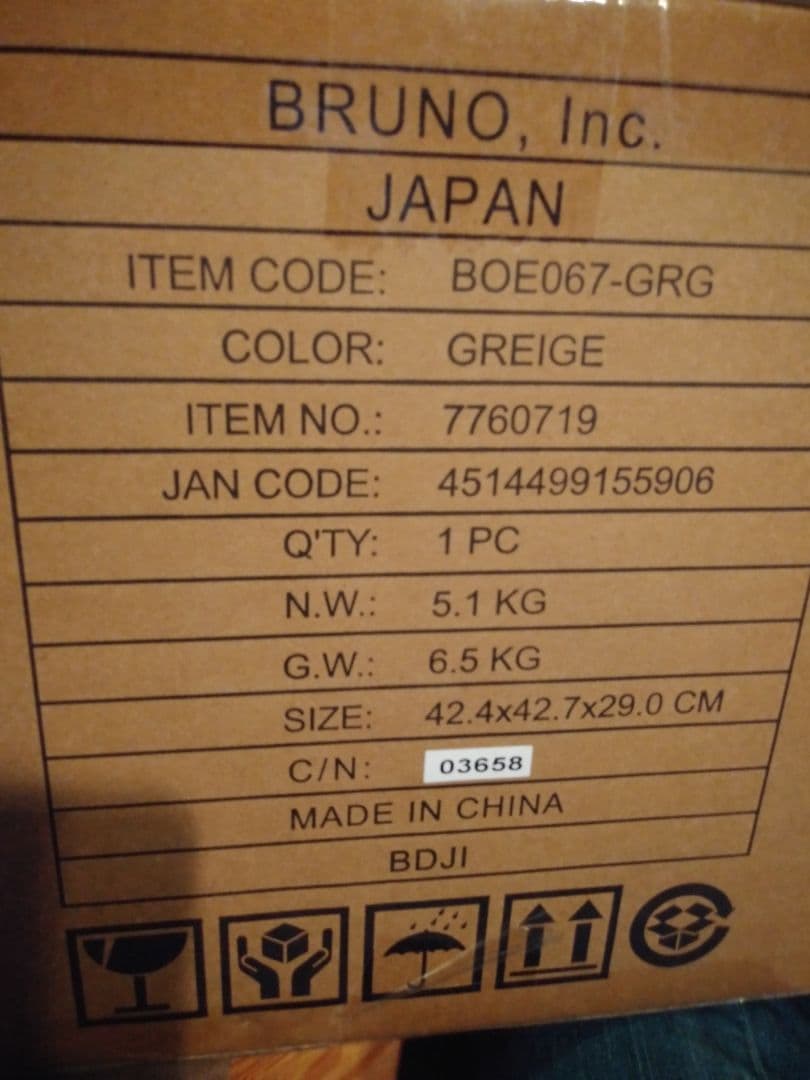 BRUNO, Inc.
JAPAN
ITEM CODE: BOE067-GRG
COLOR: GREIGE
ITEM NO.: 7760719
JAN CODE: 4514499155906
Q'TY: 1 PC
N.W.: 5.1 KG
G.W.: 6.5 KG
SIZE: 42.4x42.7x29.0 CM
C/N: 03658
MADE IN CHINA
BDJI